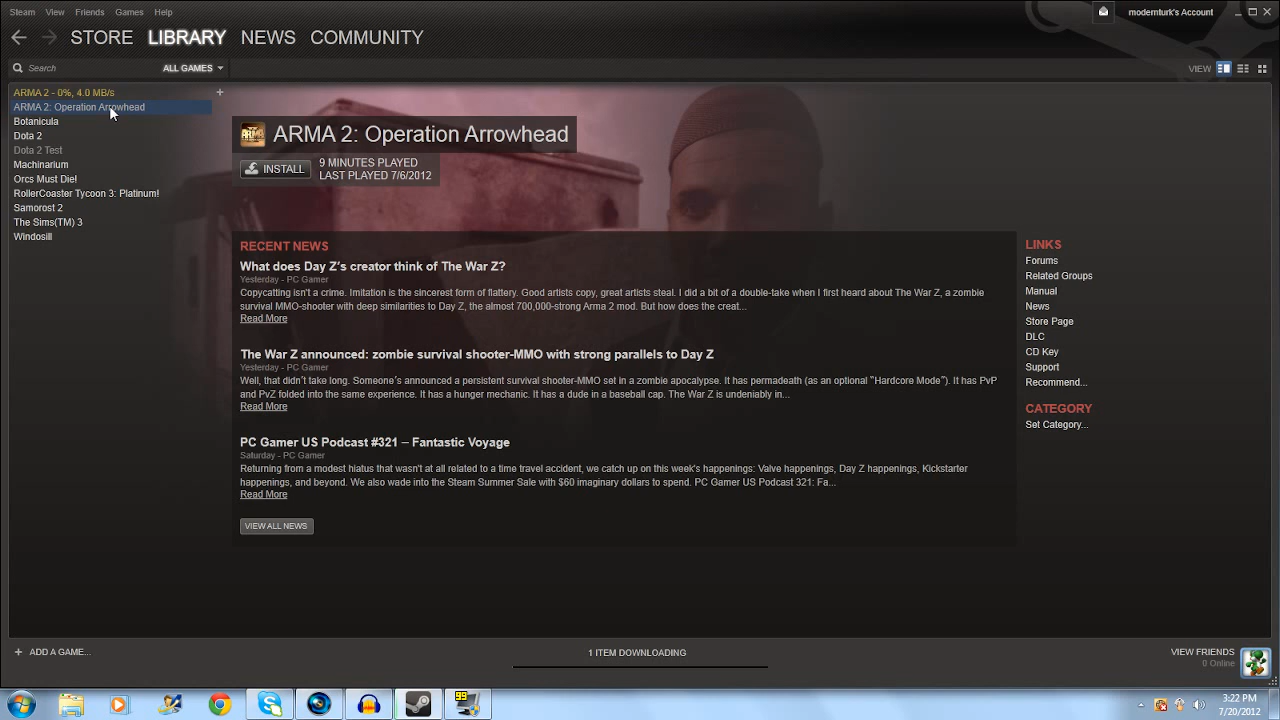 Steam View Friends Games Help
modemturk's Account
STORE LIBRARY NEWS COMMUNITY
Search ALL GAMES VIEW
ARMA 2 - 0%, 4.0 MB/s
ARMA 2: Operation Arrowhead
Botanicula
Dota 2
Dota 2 Test
Machinarium
Orcs Must Die!
RollerCoaster Tycoon 3: Platinum!
Samorost 2
The Sims(TM) 3
Windosill
ARMA 2: Operation Arrowhead
INSTALL
9 MINUTES PLAYED
LAST PLAYED 7/6/2012
RECENT NEWS
What does Day Z's creator think of The War Z?
Yesterday - PC Gamer
Copycatting isn't a crime. Imitation is the sincerest form of flattery. Good artists copy, great artists steal. I did a bit of a double-take when I first heard about The War Z, a zombie
survival MMO-shooter with deep similarities to Day Z, the almost 700,000-strong Arma 2 mod. But how does the creat...
Read More
The War Z announced: zombie survival shooter-MMO with strong parallels to Day Z
Yesterday - PC Gamer
Well, that didn't take long. Someone's announced a persistent survival shooter-MMO set in a zombie apocalypse. It has permadeath (as an optional "Hardcore Mode"). It has PvP
and PvZ folded into the same experience. It has a hunger mechanic. It has a dude in a baseball cap. The War Z is undeniably in...
Read More
PC Gamer US Podcast #321 – Fantastic Voyage
Saturday - PC Gamer
Returning from a modest hiatus that wasn't at all related to a time travel accident, we catch up on this week's happenings: Valve happenings, Day Z happenings, Kickstarter
happenings, and beyond. We also wade into the Steam Summer Sale with $60 imaginary dollars to spend. PC Gamer US Podcast 321: Fa...
Read More
VIEW ALL NEWS
LINKS
Forums
Related Groups
Manual
News
Store Page
DLC
CD Key
Support
Recommend...
CATEGORY
Set Category...
+ ADD A GAME...
1 ITEM DOWNLOADING
VIEW FRIENDS
0 Online
99
3:22 PM
7/20/2012